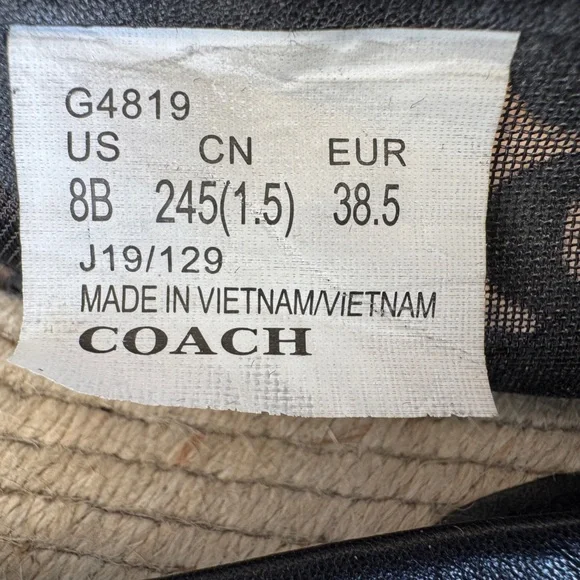 G4819
US CN EUR
8B 245(1.5) 38.5
J19/129
MADE IN VIETNAM/ViETNAM
COACH